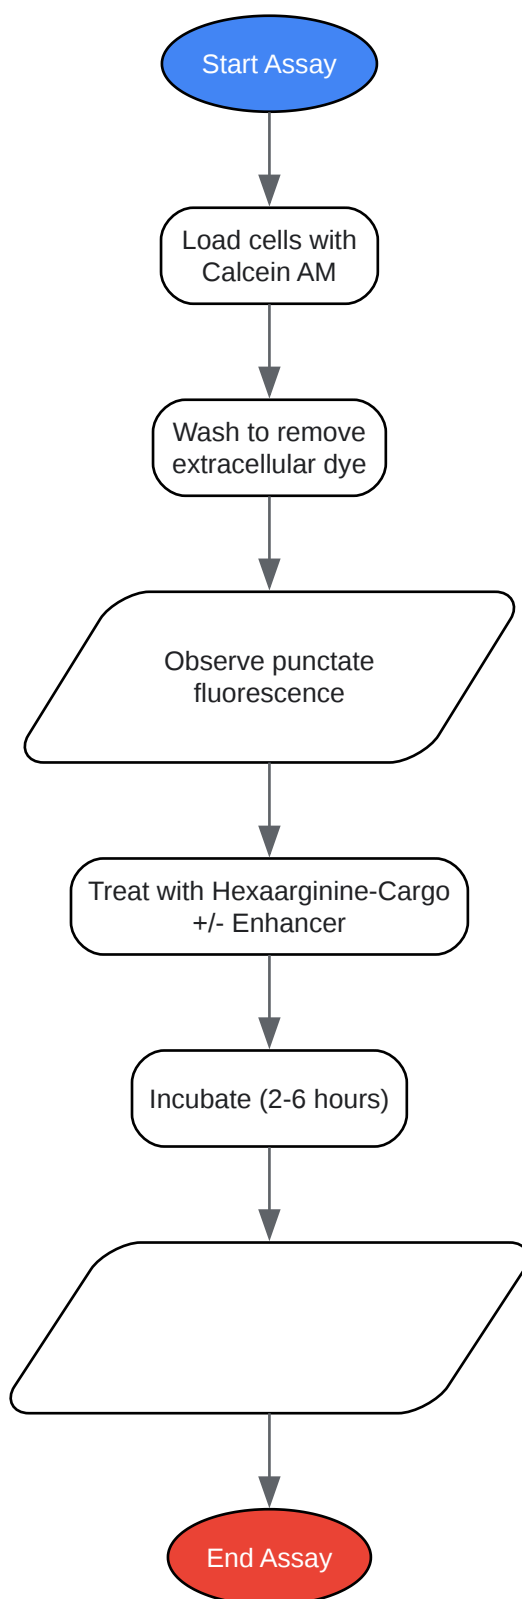 Start Assay
Load cells with
Calcein AM
Wash to remove
extracellular dye
Observe punctate
fluorescence
Treat with Hexaarginine-Cargo
+/- Enhancer
Incubate (2-6 hours)
End Assay